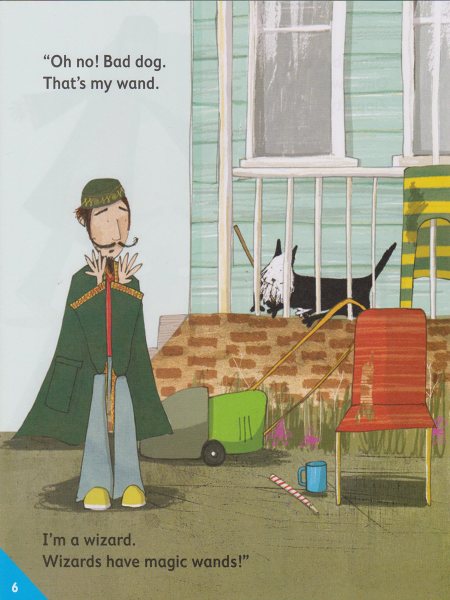 “Oh no! Bad dog.
That’s my wand.
I’m a wizard.
Wizards have magic wands!”
6